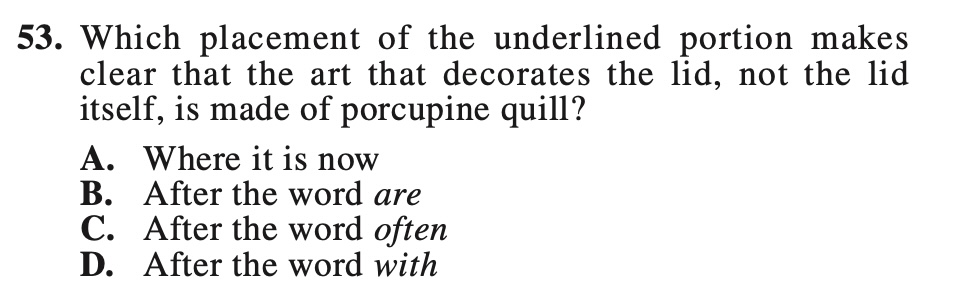 53. Which placement of the underlined portion makes
clear that the art that decorates the lid, not the lid
itself, is made of porcupine quill?
A. Where it is now
B. After the word are
C. After the word often
D. After the word with